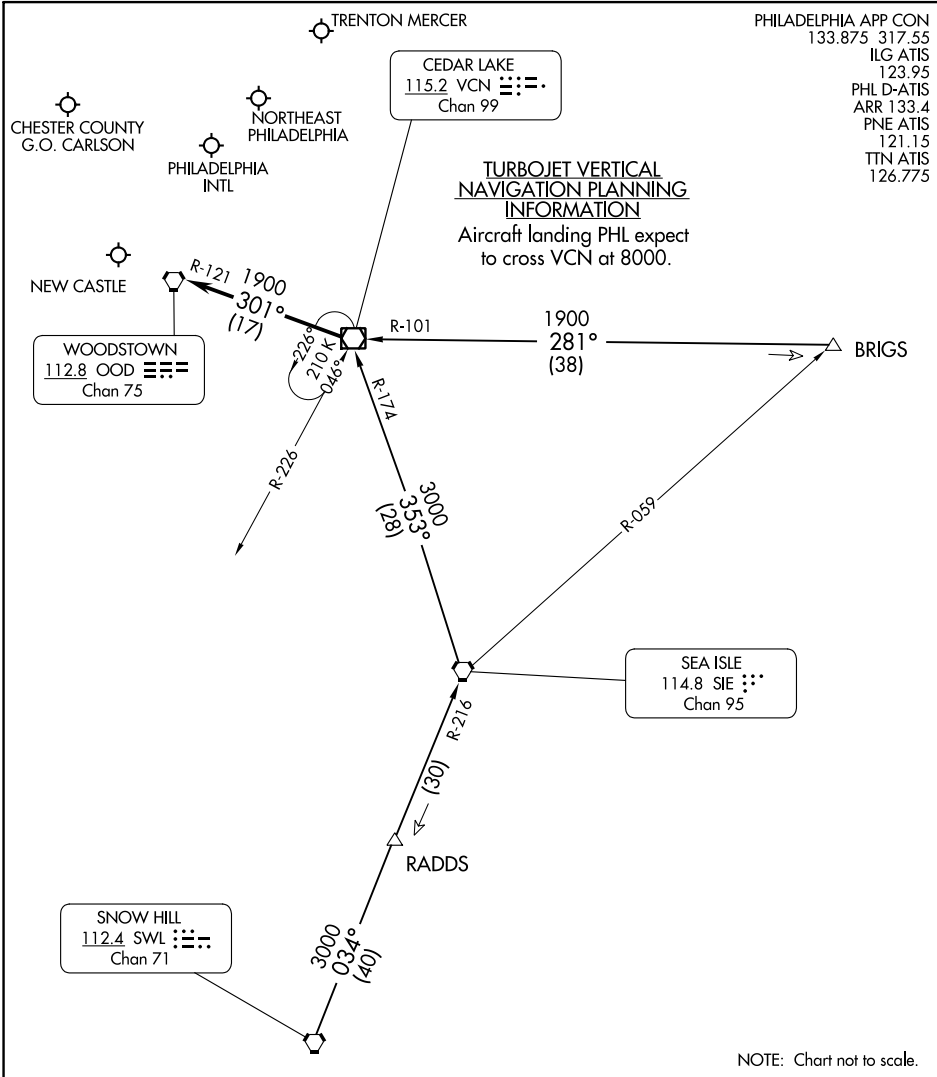 TRENTON MERCER
PHILADELPHIA APP CON
133.875 317.55
ILG ATIS
123.95
PHL D-ATIS
ARR 133.4
PNE ATIS
121.15
TTN ATIS
126.775
CEDAR LAKE
115.2 VCN
Chan 99
CHESTER COUNTY
G.O. CARLSON
NORTHEAST
PHILADELPHIA
PHILADELPHIA
INTL
TURBOJET VERTICAL
NAVIGATION PLANNING
INFORMATION
Aircraft landing PHL expect
to cross VCN at 8000.
NEW CASTLE
R-121
1900
301°
(17)
WOODSTOWN
112.8 OOD
Chan 75
226°
210 K
046°
R-226
R-101
1900
281°
(38)
BRIGS
R-174
3000
353°
(28)
R-059
SEA ISLE
114.8 SIE
Chan 95
R-216
(30)
RADDS
SNOW HILL
112.4 SWL
Chan 71
3000
034°
(40)
NOTE: Chart not to scale.